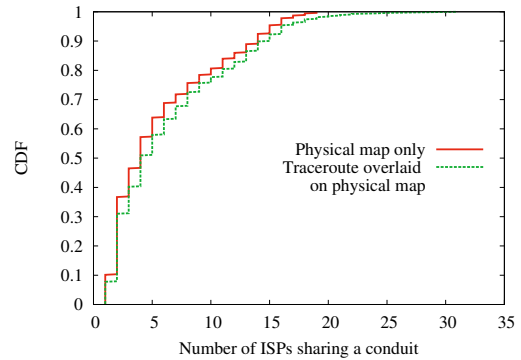 1
0.9
0.8
0.7
0.6
0.5
0.4
0.3
0.2
0.1
0
CDF
Physical map only
Traceroute overlaid
on physical map
0 5 10 15 20 25 30 35
Number of ISPs sharing a conduit